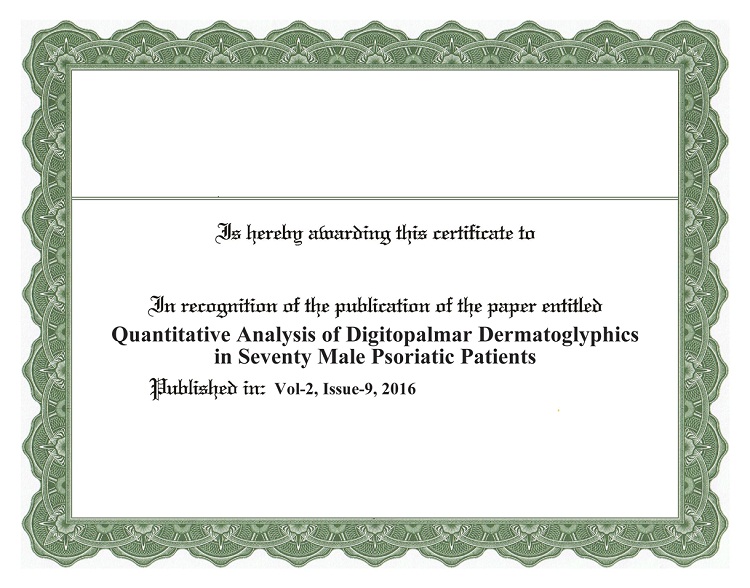 Is hereby awarding this certificate to
In recognition of the publication of the paper entitled
Quantitative Analysis of Digitopalmar Dermatoglyphics
in Seventy Male Psoriatic Patients
Published in: Vol-2, Issue-9, 2016